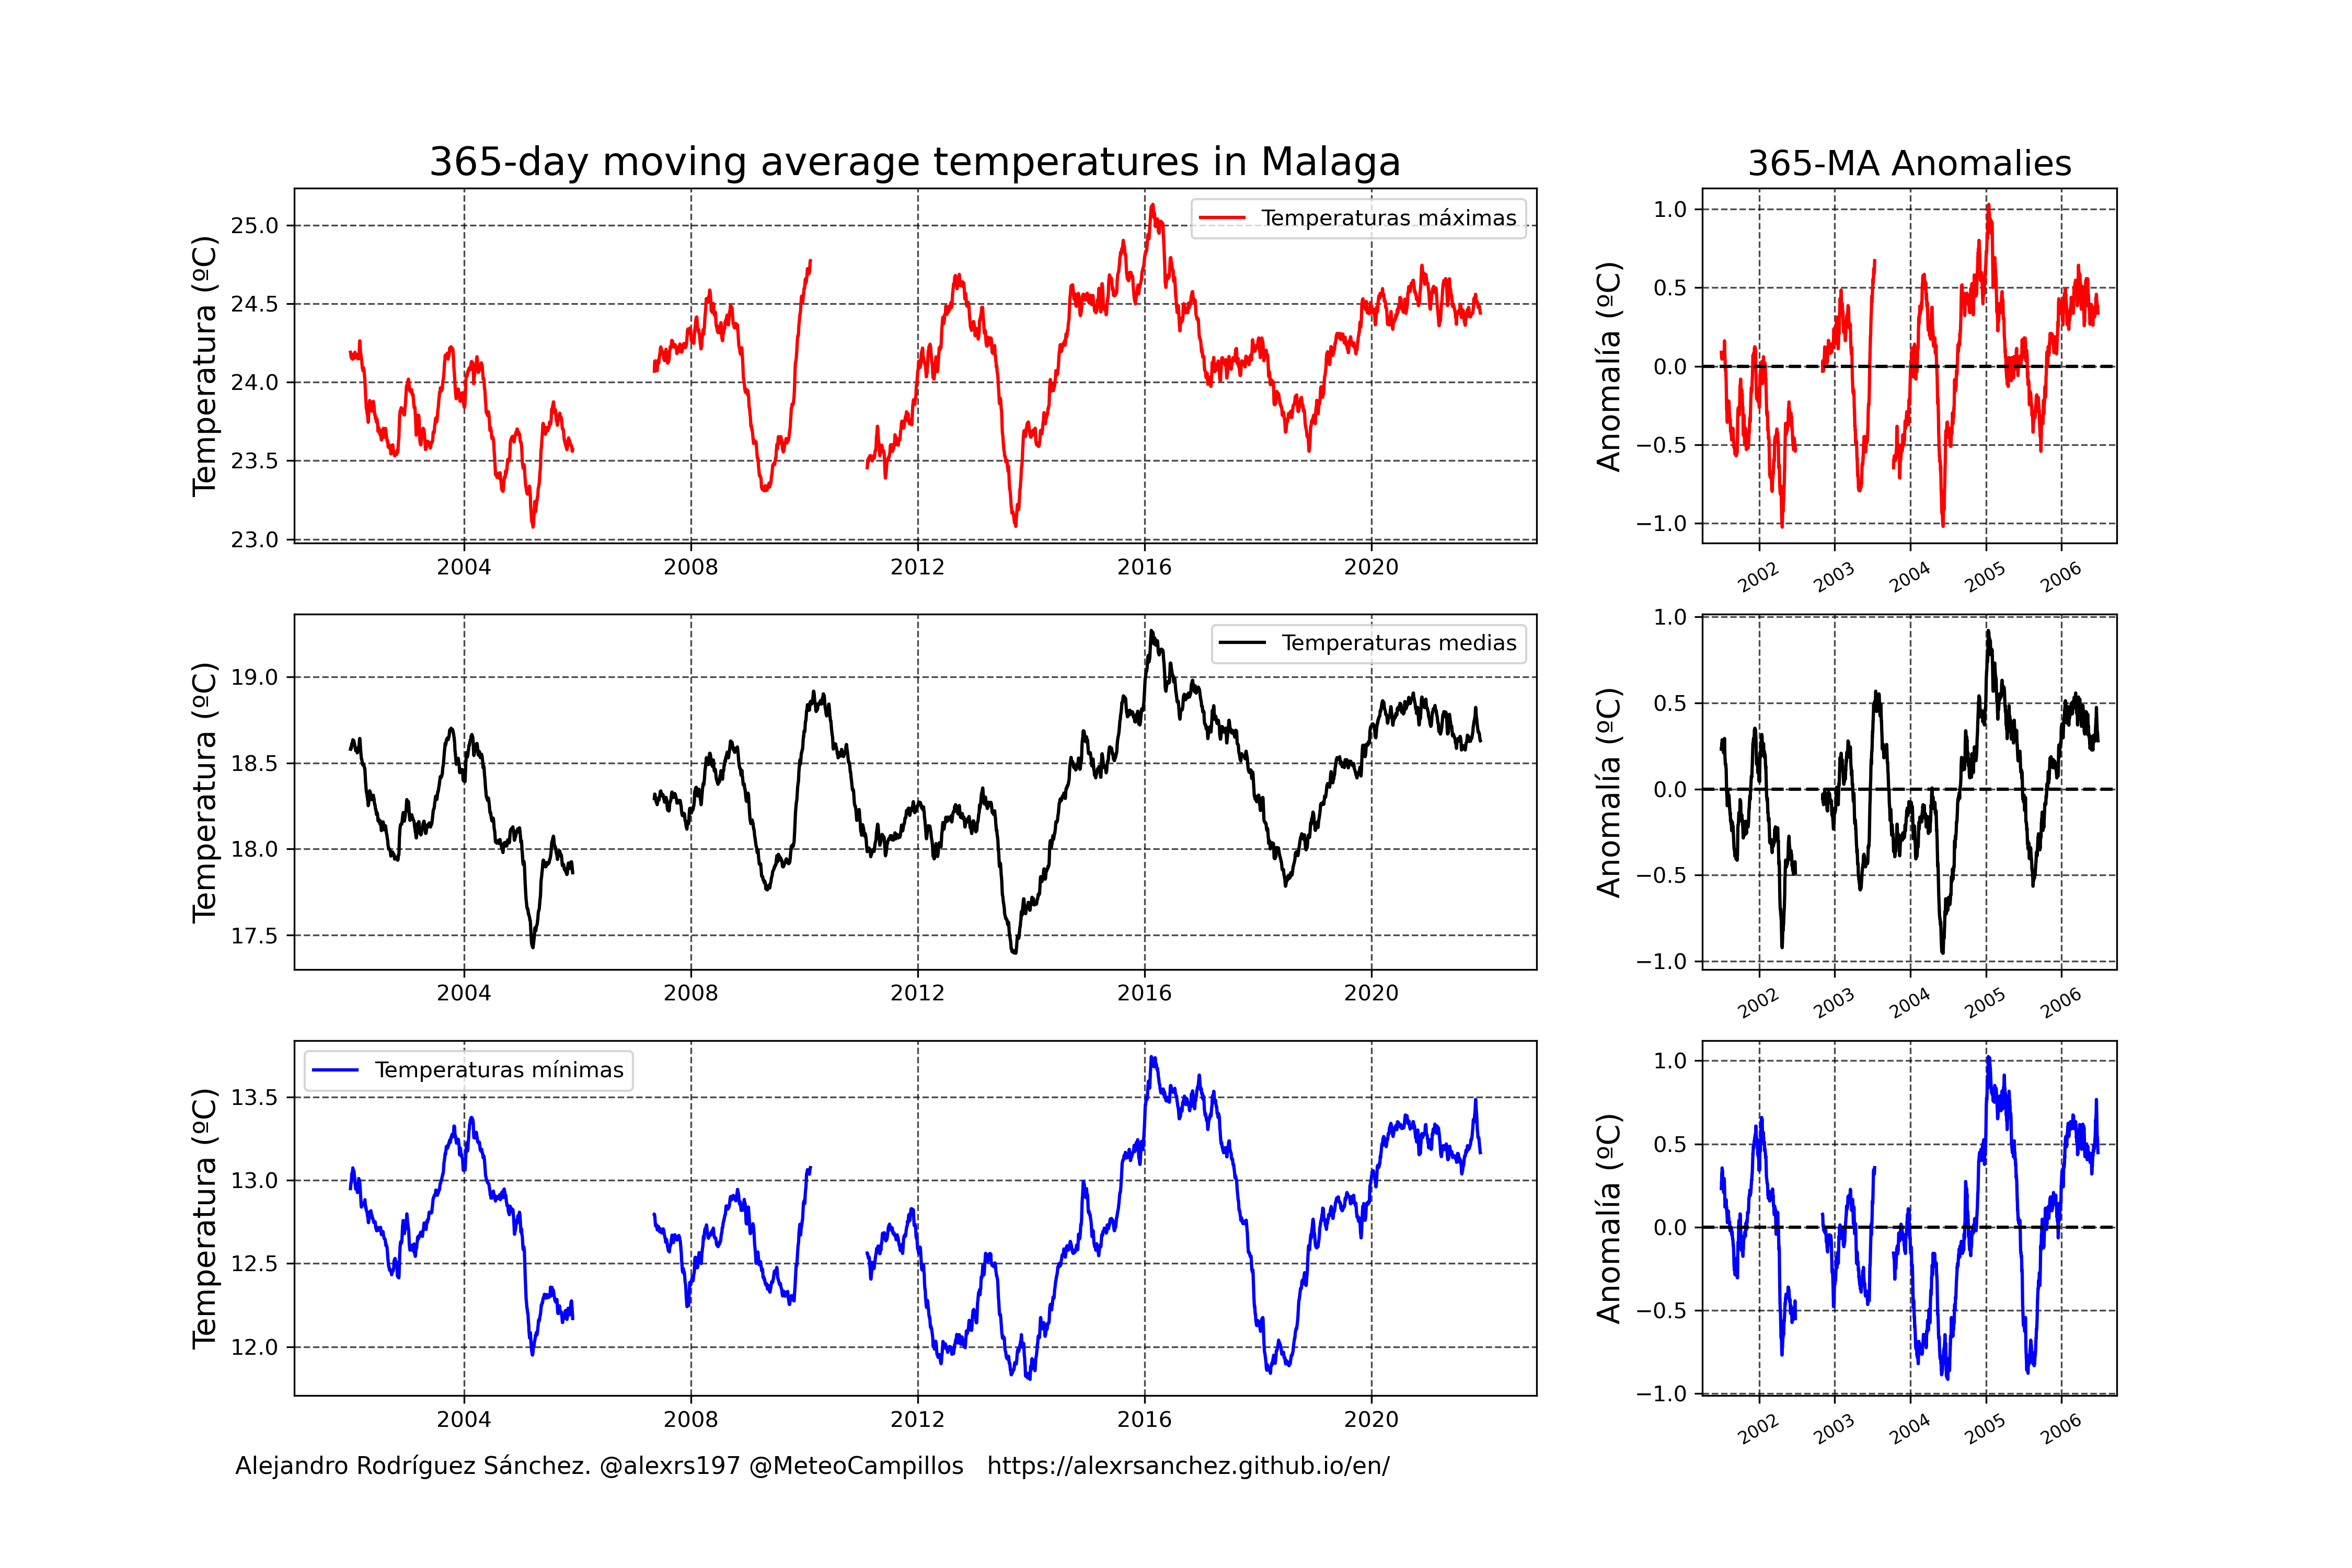 365-day moving average temperatures in Malaga
365-MA Anomalies
Temperatura (ºC)
25.0
24.5
24.0
23.5
23.0
Temperaturas máximas
2004 2008 2012 2016 2020
Anomalía (ºC)
1.0
0.5
0.0
−0.5
−1.0
2002 2003 2004 2005 2006
Temperatura (ºC)
19.0
18.5
18.0
17.5
Temperaturas medias
2004 2008 2012 2016 2020
Anomalía (ºC)
1.0
0.5
0.0
−0.5
−1.0
2002 2003 2004 2005 2006
Temperatura (ºC)
13.5
13.0
12.5
12.0
Temperaturas mínimas
2004 2008 2012 2016 2020
Anomalía (ºC)
1.0
0.5
0.0
−0.5
−1.0
2002 2003 2004 2005 2006
Alejandro Rodríguez Sánchez. @alexrs197 @MeteoCampillos https://alexrsanchez.github.io/en/